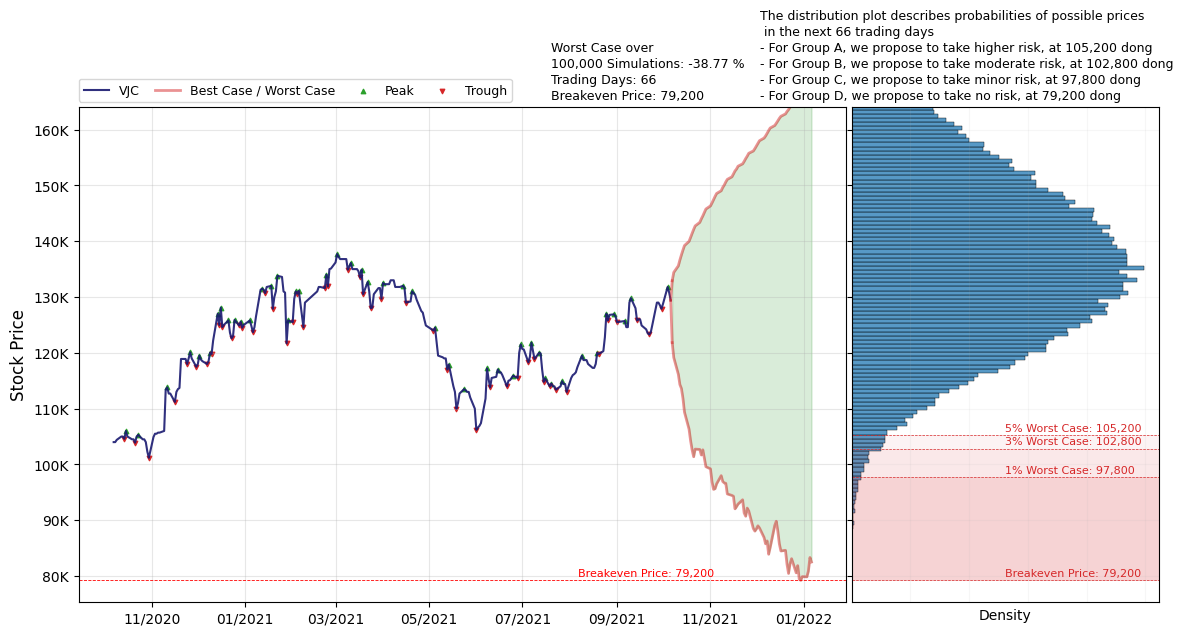 The distribution plot describes probabilities of possible prices
in the next 66 trading days
- For Group A, we propose to take higher risk, at 105,200 dong
- For Group B, we propose to take moderate risk, at 102,800 dong
- For Group C, we propose to take minor risk, at 97,800 dong
- For Group D, we propose to take no risk, at 79,200 dong
Worst Case over
100,000 Simulations: -38.77 %
Trading Days: 66
Breakeven Price: 79,200
VJC
Best Case / Worst Case
Peak
Trough
Stock Price
160K
150K
140K
130K
120K
110K
100K
90K
80K
Breakeven Price: 79,200
11/2020
01/2021
03/2021
05/2021
07/2021
09/2021
11/2021
01/2022
5% Worst Case: 105,200
3% Worst Case: 102,800
1% Worst Case: 97,800
Breakeven Price: 79,200
Density